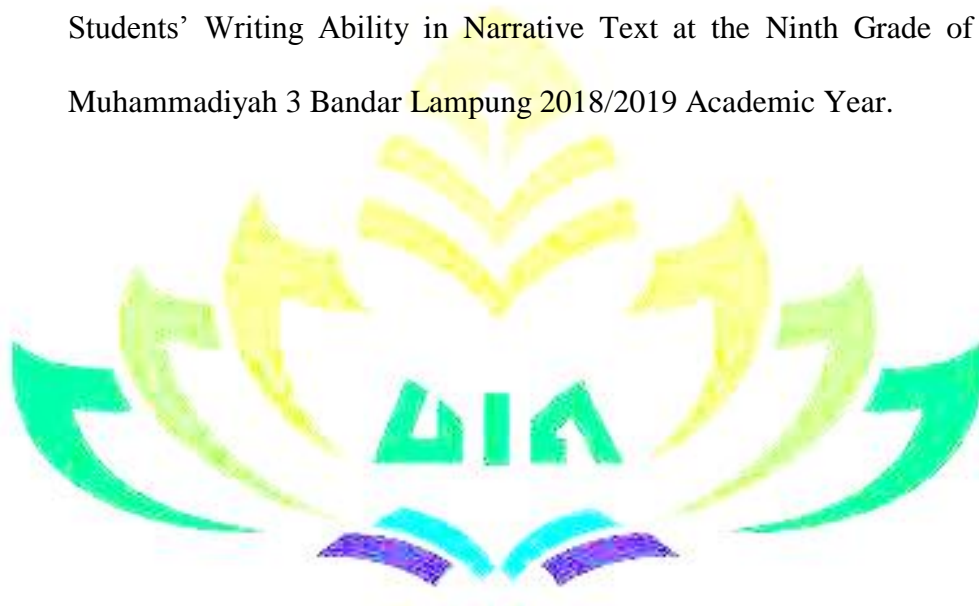 Students’ Writing Ability in Narrative Text at the Ninth Grade of
Muhammadiyah 3 Bandar Lampung 2018/2019 Academic Year.
UIN